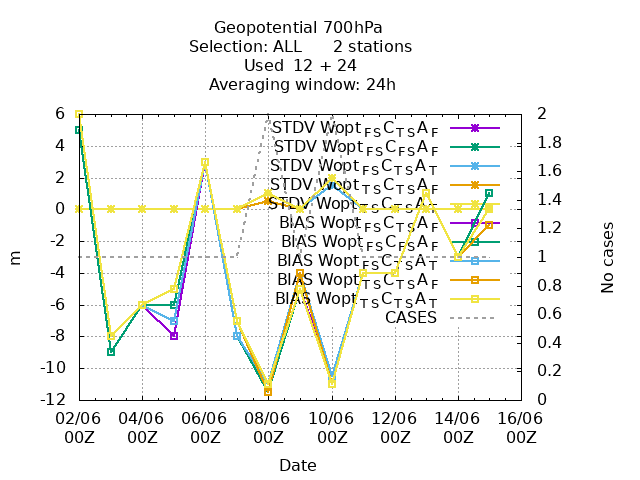 Geopotential 700hPa
Selection: ALL      2 stations
Used  12 + 24
Averaging window: 24h
STDV Wopt FS C TS A F
STDV Wopt FS C FS A F
STDV Wopt FS C TS A T
STDV Wopt TS C TS A F
STDV Wopt TS C TS A T
BIAS Wopt FS C TS A F
BIAS Wopt FS C FS A F
BIAS Wopt FS C TS A T
BIAS Wopt TS C TS A F
BIAS Wopt TS C TS A T
CASES
6
4
2
0
-2
-4
-6
-8
-10
-12
m
2
1.8
1.6
1.4
1.2
1
0.8
0.6
0.4
0.2
0
No cases
02/06 04/06 06/06 08/06 10/06 12/06 14/06 16/06
00Z 00Z 00Z 00Z 00Z 00Z 00Z 00Z
Date